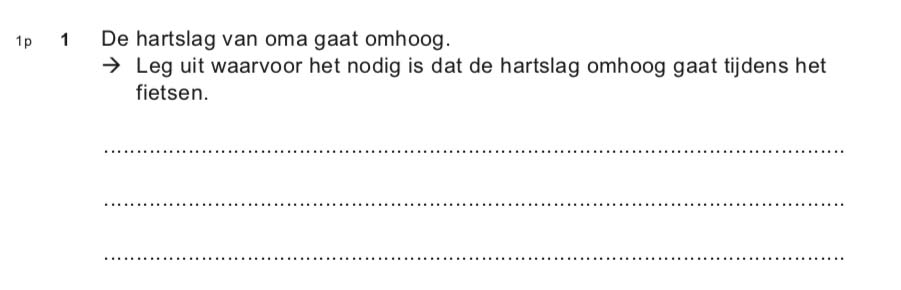 1p 1 De hartslag van oma gaat omhoog.
→ Leg uit waarvoor het nodig is dat de hartslag omhoog gaat tijdens het
fietsen.